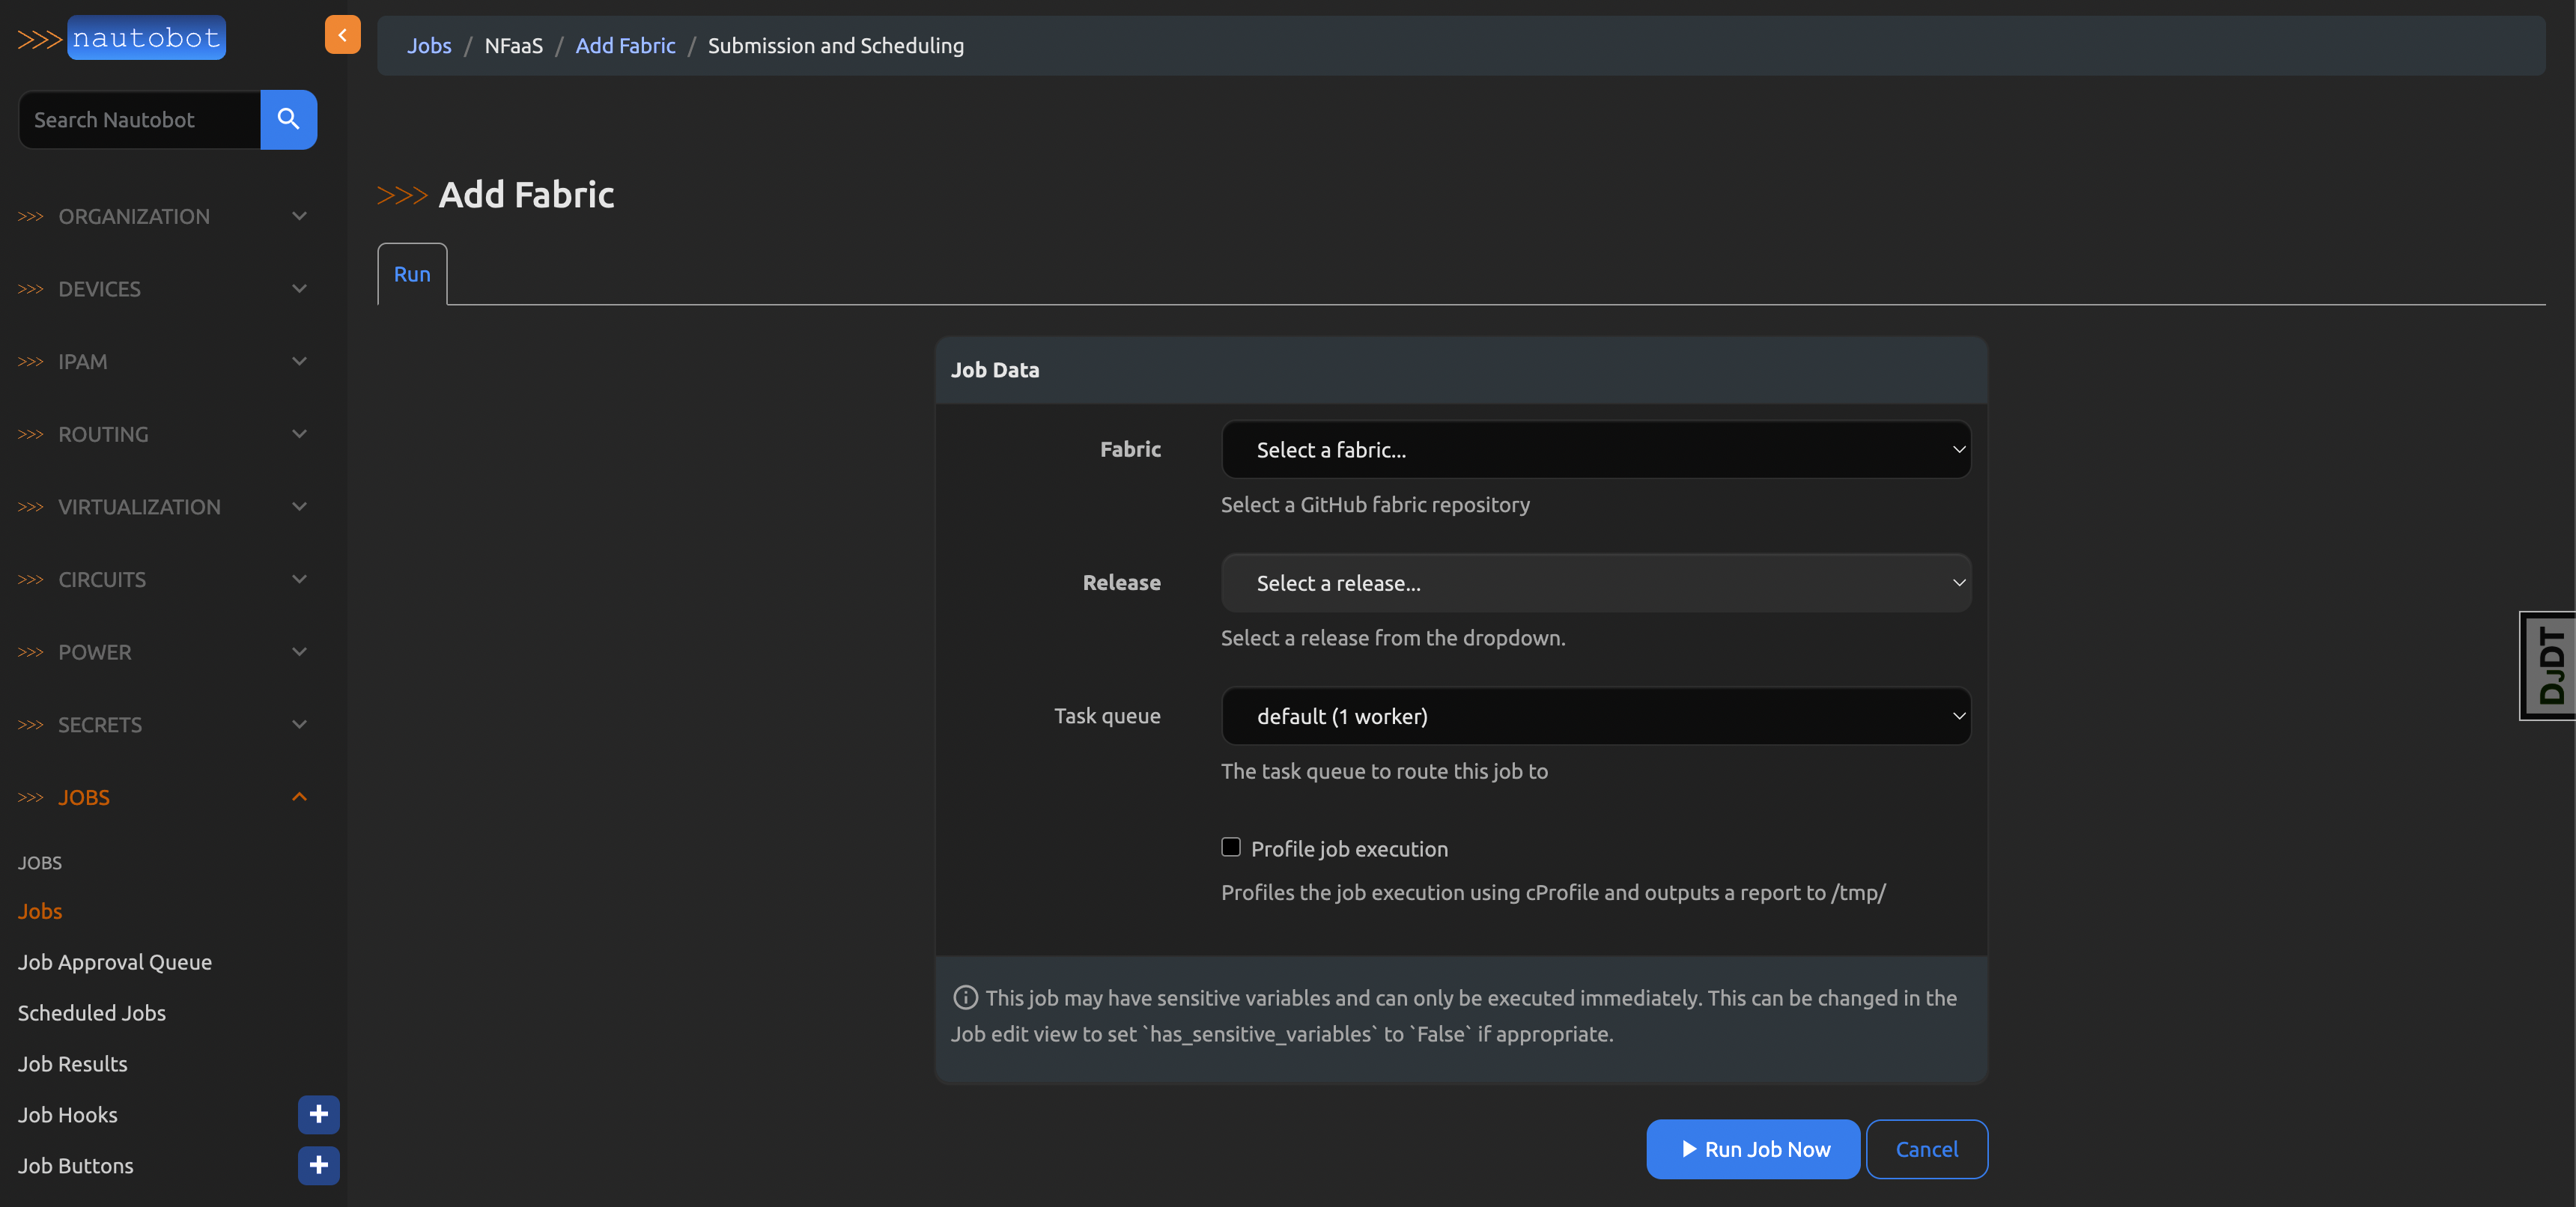 >>> nautobot
Search Nautobot
>>> ORGANIZATION
>>> DEVICES
>>> IPAM
>>> ROUTING
>>> VIRTUALIZATION
>>> CIRCUITS
>>> POWER
>>> SECRETS
>>> JOBS
JOBS
Jobs
Job Approval Queue
Scheduled Jobs
Job Results
Job Hooks
Job Buttons
Jobs / NFaaS / Add Fabric / Submission and Scheduling
>>> Add Fabric
Run
Job Data
Fabric Select a fabric...
Select a GitHub fabric repository
Release Select a release...
Select a release from the dropdown.
Task queue default (1 worker)
The task queue to route this job to
Profile job execution
Profiles the job execution using cProfile and outputs a report to /tmp/
This job may have sensitive variables and can only be executed immediately. This can be changed in the
Job edit view to set `has_sensitive_variables` to `False` if appropriate.
Run Job Now Cancel
DJDT